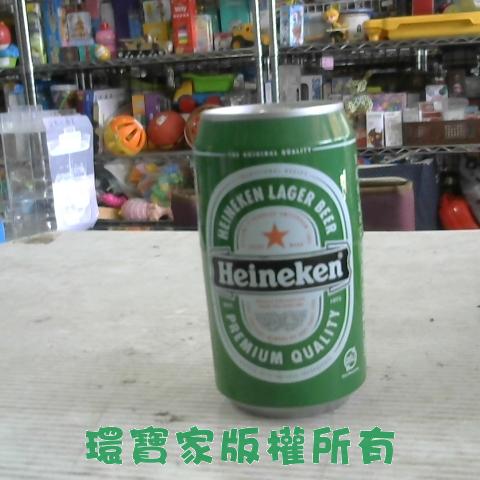 THE ORIGINAL QUALITY
HEINEKEN LAGER BEER
Heineken®
PREMIUM QUALITY
環寶家版權所有